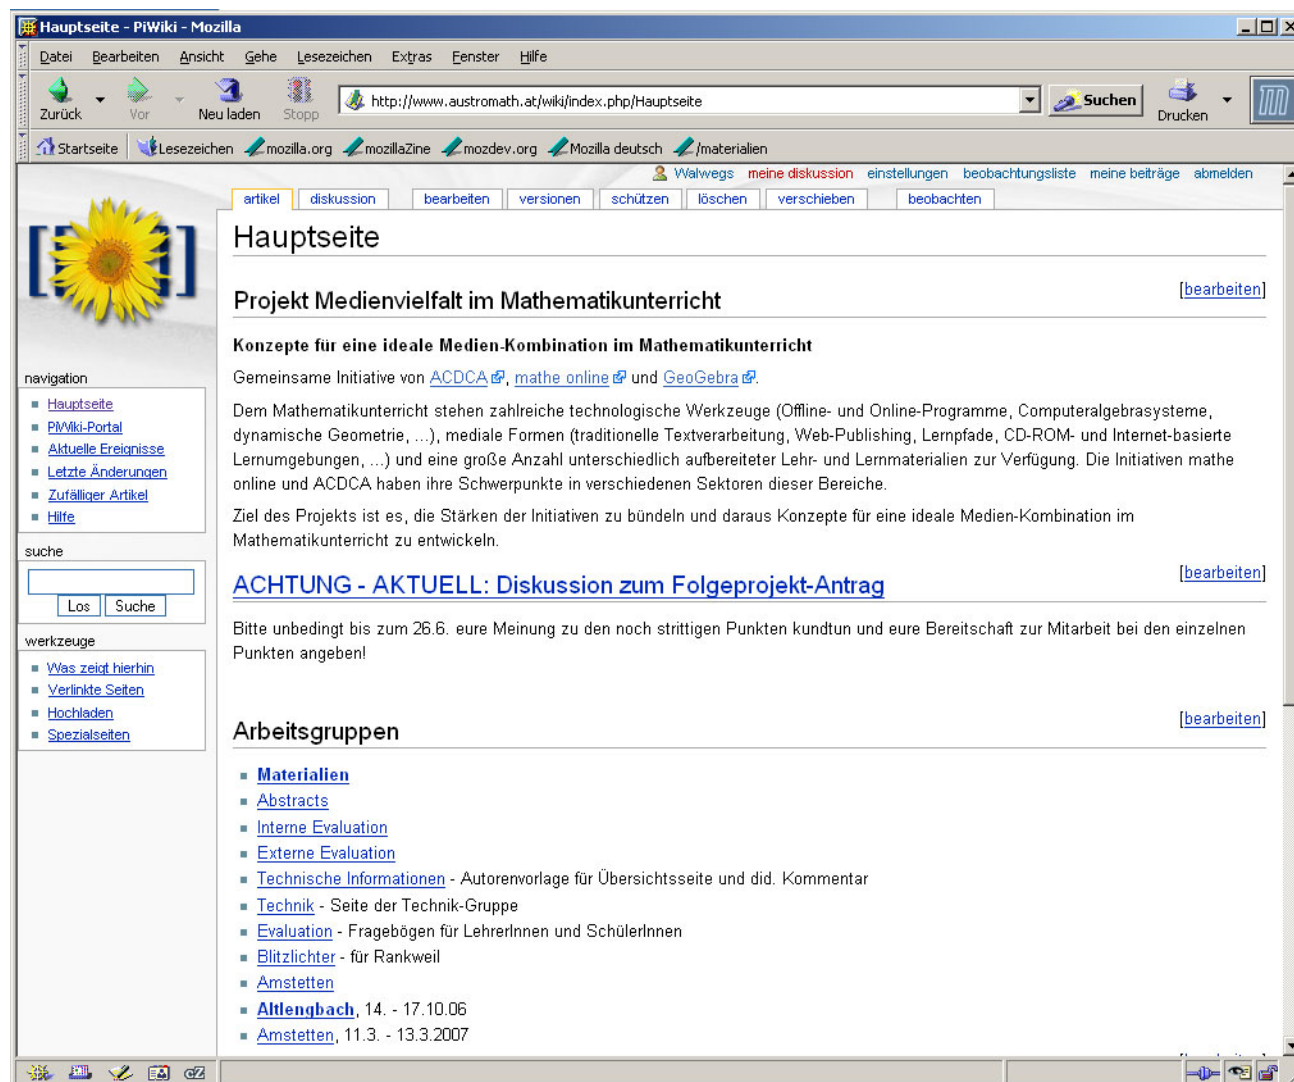 Hauptseite - PiWiki - Mozilla
Datei Bearbeiten Ansicht Gehe Lesezeichen Extras Fenster Hilfe
Zurück Vor Neu laden Stopp http://www.austromath.at/wiki/index.php/Hauptseite Suchen Drucken
Startseite Lesezeichen mozilla.org mozillaZine mozdev.org Mozilla deutsch /materialien
Walwegs meine diskussion einstellungen beobachtungsliste meine beiträge abmelden
artikel diskussion bearbeiten versionen schützen löschen verschieben beobachten
Hauptseite
Projekt Medienvielfalt im Mathematikunterricht [bearbeiten]
Konzepte für eine ideale Medien-Kombination im Mathematikunterricht
Gemeinsame Initiative von ACDCA, mathe online und GeoGebra.
Dem Mathematikunterricht stehen zahlreiche technologische Werkzeuge (Offline- und Online-Programme, Computeralgebrasysteme,
dynamische Geometrie, ...), mediale Formen (traditionelle Textverarbeitung, Web-Publishing, Lernpfade, CD-ROM- und Internet-basierte
Lernumgebungen, ...) und eine große Anzahl unterschiedlich aufbereiteter Lehr- und Lernmaterialien zur Verfügung. Die Initiativen mathe
online und ACDCA haben ihre Schwerpunkte in verschiedenen Sektoren dieser Bereiche.
Ziel des Projekts ist es, die Stärken der Initiativen zu bündeln und daraus Konzepte für eine ideale Medien-Kombination im
Mathematikunterricht zu entwickeln.
ACHTUNG - AKTUELL: Diskussion zum Folgeprojekt-Antrag [bearbeiten]
Bitte unbedingt bis zum 26.6. eure Meinung zu den noch strittigen Punkten kundtun und eure Bereitschaft zur Mitarbeit bei den einzelnen
Punkten angeben!
Arbeitsgruppen [bearbeiten]
Materialien
Abstracts
Interne Evaluation
Externe Evaluation
Technische Informationen - Autorenvorlage für Übersichtsseite und did. Kommentar
Technik - Seite der Technik-Gruppe
Evaluation - Fragebögen für LehrerInnen und SchülerInnen
Blitzlichter - für Rankweil
Amstetten
Altlengbach, 14. - 17.10.06
Amstetten, 11.3. - 13.3.2007
navigation
Hauptseite
PiWiki-Portal
Aktuelle Ereignisse
Letzte Änderungen
Zufälliger Artikel
Hilfe
suche
Los Suche
werkzeuge
Was zeigt hierhin
Verlinkte Seiten
Hochladen
Spezialseiten